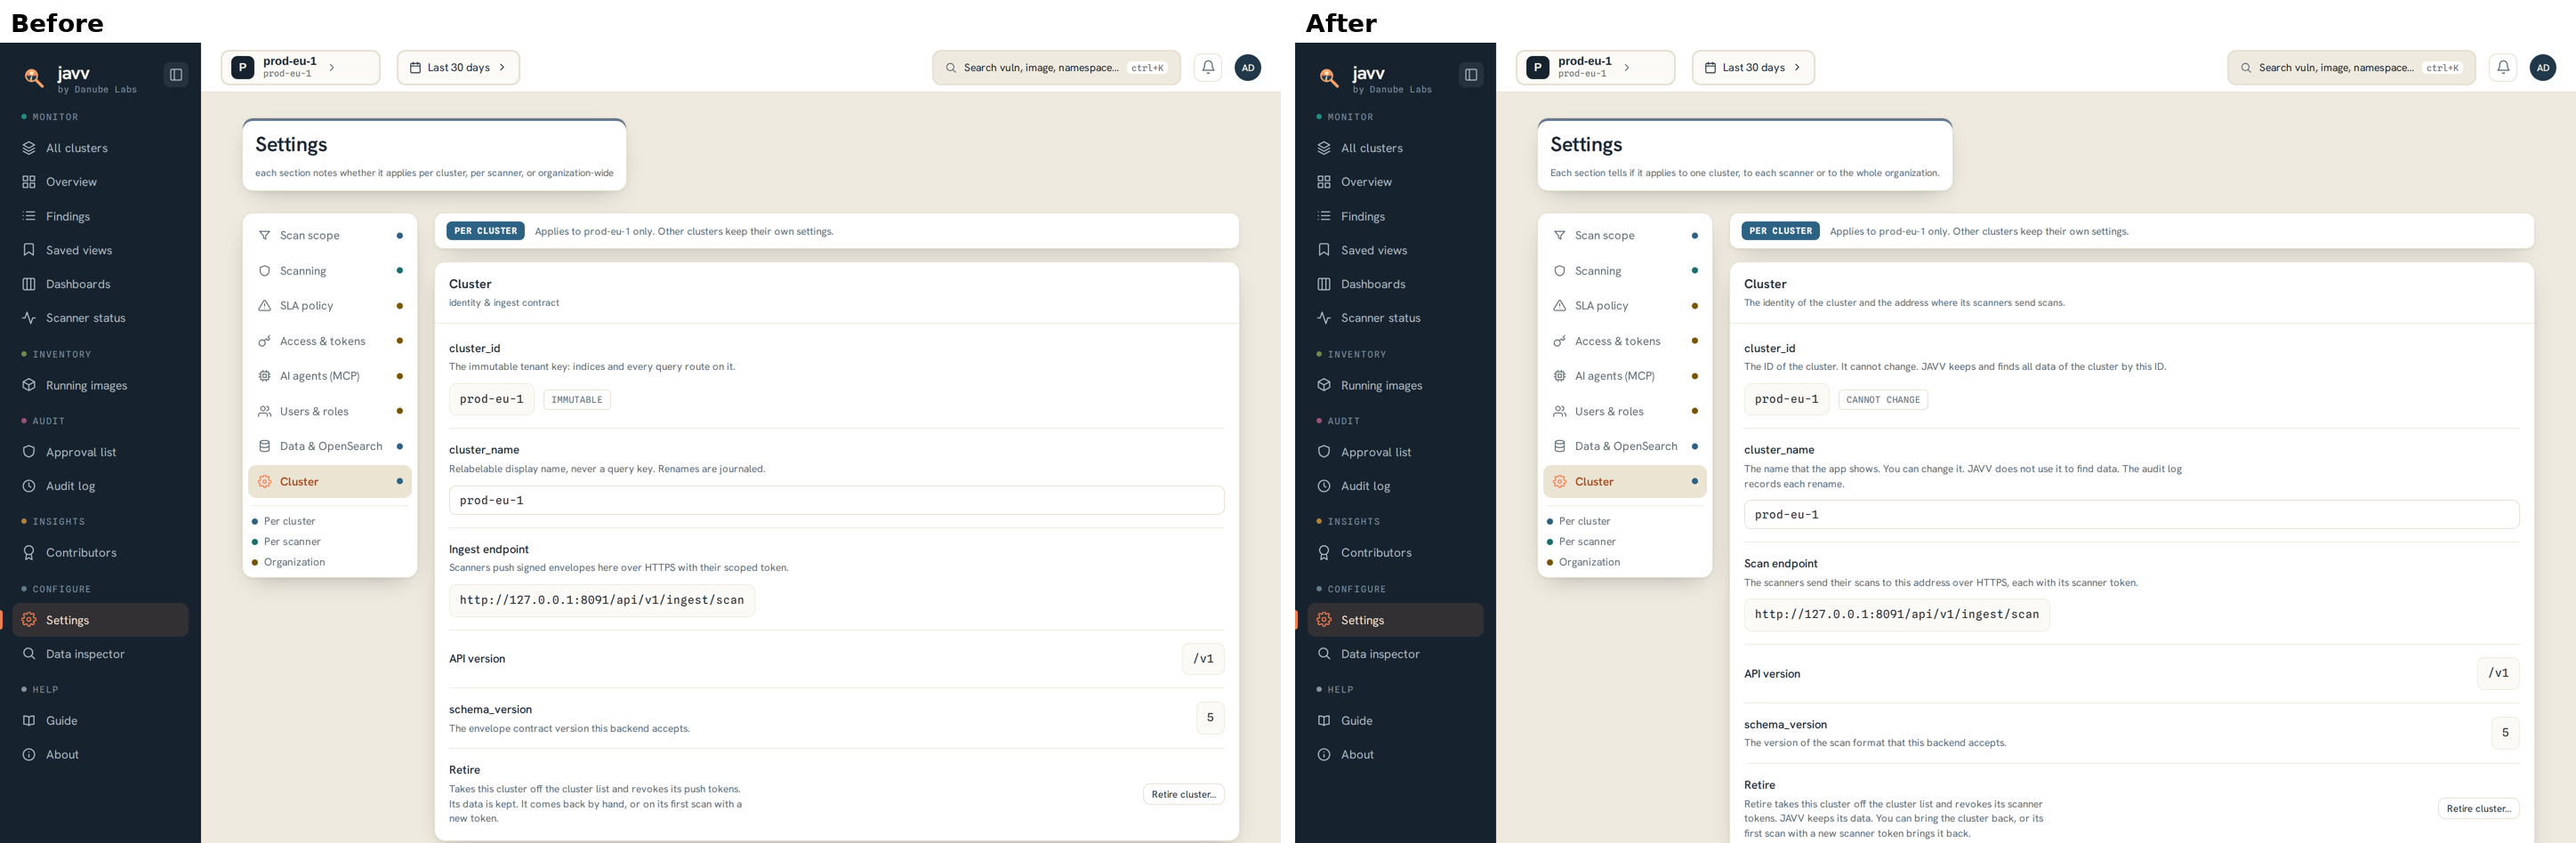 Before
javv
by Danube Labs
MONITOR
All clusters
Overview
Findings
Saved views
Dashboards
Scanner status
INVENTORY
Running images
AUDIT
Approval list
Audit log
INSIGHTS
Contributors
CONFIGURE
Settings
Data inspector
HELP
Guide
About
P
prod-eu-1
prod-eu-1
Last 30 days
Search vuln, image, namespace...
ctrl+K
AD
Settings
each section notes whether it applies per cluster, per scanner, or organization-wide
Scan scope
Scanning
SLA policy
Access & tokens
AI agents (MCP)
Users & roles
Data & OpenSearch
Cluster
Per cluster
Per scanner
Organization
PER CLUSTER
Applies to prod-eu-1 only. Other clusters keep their own settings.
Cluster
identity & ingest contract
cluster_id
The immutable tenant key: indices and every query route on it.
prod-eu-1
IMMUTABLE
cluster_name
Relabelable display name, never a query key. Renames are journaled.
prod-eu-1
Ingest endpoint
Scanners push signed envelopes here over HTTPS with their scoped token.
http://127.0.0.1:8091/api/v1/ingest/scan
API version
/v1
schema_version
The envelope contract version this backend accepts.
5
Retire
Takes this cluster off the cluster list and revokes its push tokens.
Its data is kept. It comes back by hand, or on its first scan with a
new token.
Retire cluster...
After
javv
by Danube Labs
MONITOR
All clusters
Overview
Findings
Saved views
Dashboards
Scanner status
INVENTORY
Running images
AUDIT
Approval list
Audit log
INSIGHTS
Contributors
CONFIGURE
Settings
Data inspector
HELP
Guide
About
P
prod-eu-1
prod-eu-1
Last 30 days
Search vuln, image, namespace...
ctrl+K
AD
Settings
Each section tells if it applies to one cluster, to each scanner or to the whole organization.
Scan scope
Scanning
SLA policy
Access & tokens
AI agents (MCP)
Users & roles
Data & OpenSearch
Cluster
Per cluster
Per scanner
Organization
PER CLUSTER
Applies to prod-eu-1 only. Other clusters keep their own settings.
Cluster
The identity of the cluster and the address where its scanners send scans.
cluster_id
The ID of the cluster. It cannot change. JAVV keeps and finds all data of the cluster by this ID.
prod-eu-1
CANNOT CHANGE
cluster_name
The name that the app shows. You can change it. JAVV does not use it to find data. The audit log
records each rename.
prod-eu-1
Scan endpoint
The scanners send their scans to this address over HTTPS, each with its scanner token.
http://127.0.0.1:8091/api/v1/ingest/scan
API version
/v1
schema_version
The version of the scan format that this backend accepts.
5
Retire
Retire takes this cluster off the cluster list and revokes its scanner
tokens. JAVV keeps its data. You can bring the cluster back, or its
first scan with a new scanner token brings it back.
Retire cluster...